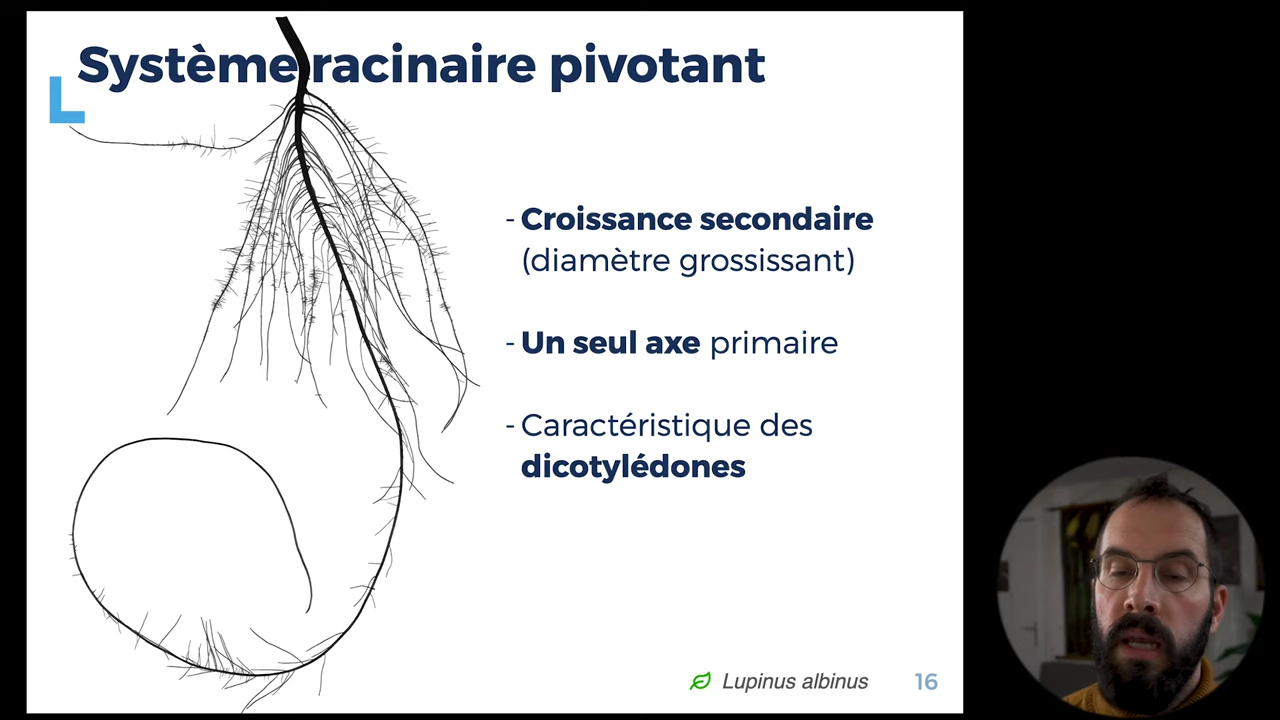 Système racinaire pivotant
- Croissance secondaire
(diamètre grossissant)
- Un seul axe primaire
- Caractéristique des
dicotylédones
Lupinus albinus
16